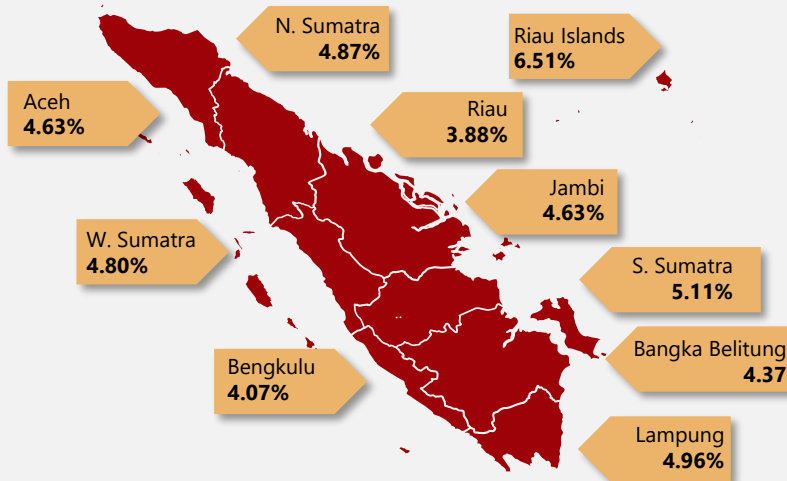 N. Sumatra
4.87%
Riau Islands
6.51%
Aceh
4.63%
Riau
3.88%
Jambi
4.63%
W. Sumatra
4.80%
S. Sumatra
5.11%
Bangka Belitung
4.37
Bengkulu
4.07%
Lampung
4.96%